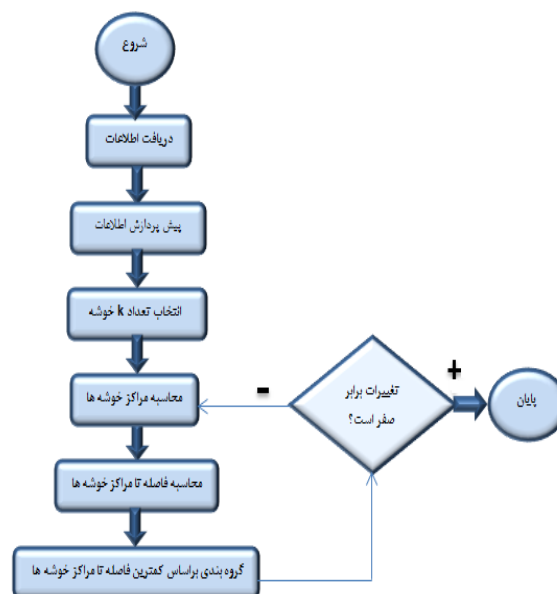 شروع
دریافت اطلاعات
پیش پردازش اطلاعات
انتخاب تعداد k خوشه
محاسبه مراکز خوشه ها
محاسبه فاصله تا مراکز خوشه ها
گروه بندی براساس کمترین فاصله تا مراکز خوشه ها
تغییرات برابر
صفر است؟
-
+
پایان